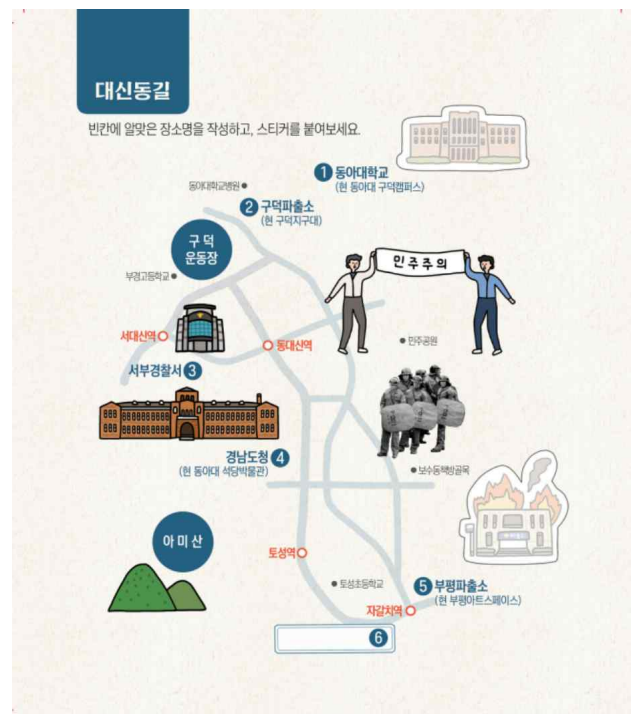 대신동길
빈칸에 알맞은 장소명을 작성하고, 스티커를 붙여보세요.
1 동아대학교
(현 동아대 구덕캠퍼스)
동아대학교병원
2 구덕파출소
(현 구덕지구대)
구덕
운동장
민주주의
부경고등학교
서대신역
동대신역
민주공원
서부경찰서 3
경남도청 4
(현 동아대 석당박물관)
보수동책방골목
아미산
토성역
토성초등학교
5 부평파출소
(현 부평아트스페이스)
자갈치역
6